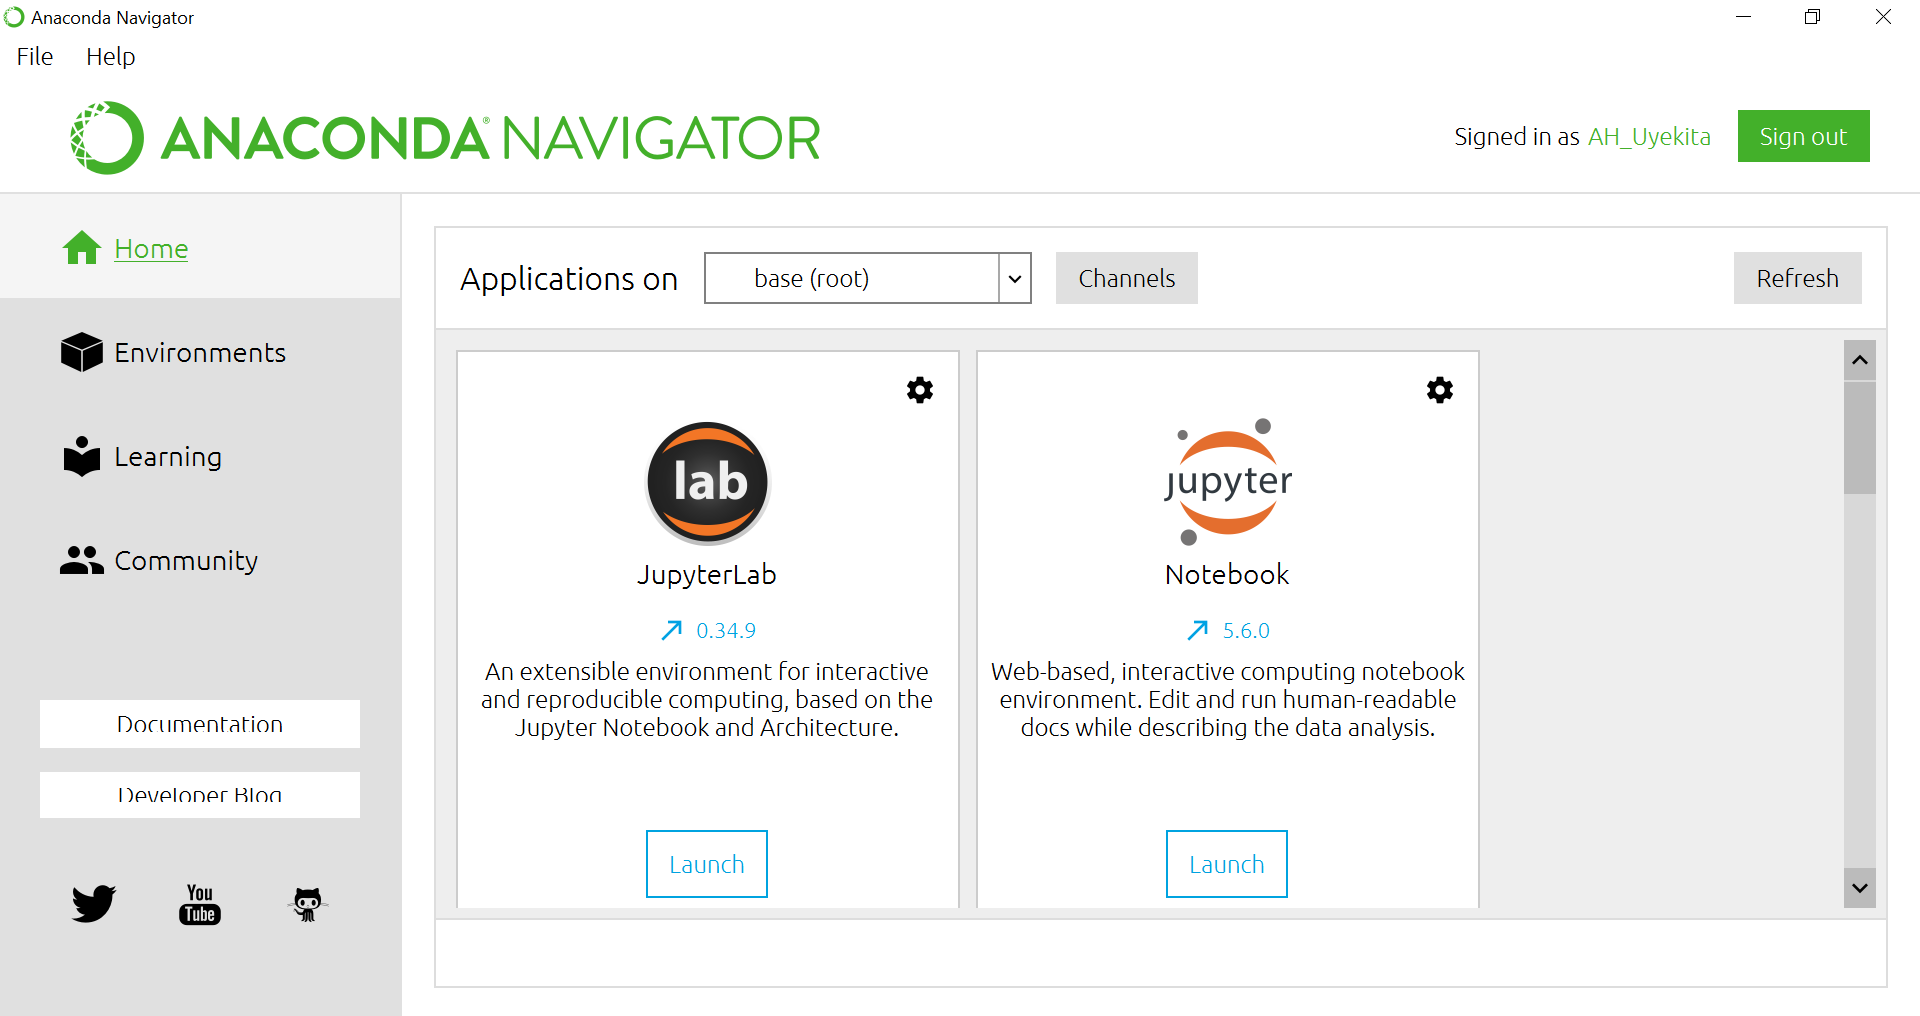 Anaconda Navigator
File Help
ANACONDA® NAVIGATOR
Signed in as AH_Uyekita Sign out
Home
Environments
Learning
Community
Documentation
Developer Blog
You
Tube
Applications on base (root) Channels Refresh
lab
JupyterLab
0.34.9
An extensible environment for interactive
and reproducible computing, based on the
Jupyter Notebook and Architecture.
Launch
jupyter
Notebook
5.6.0
Web-based, interactive computing notebook
environment. Edit and run human-readable
docs while describing the data analysis.
Launch